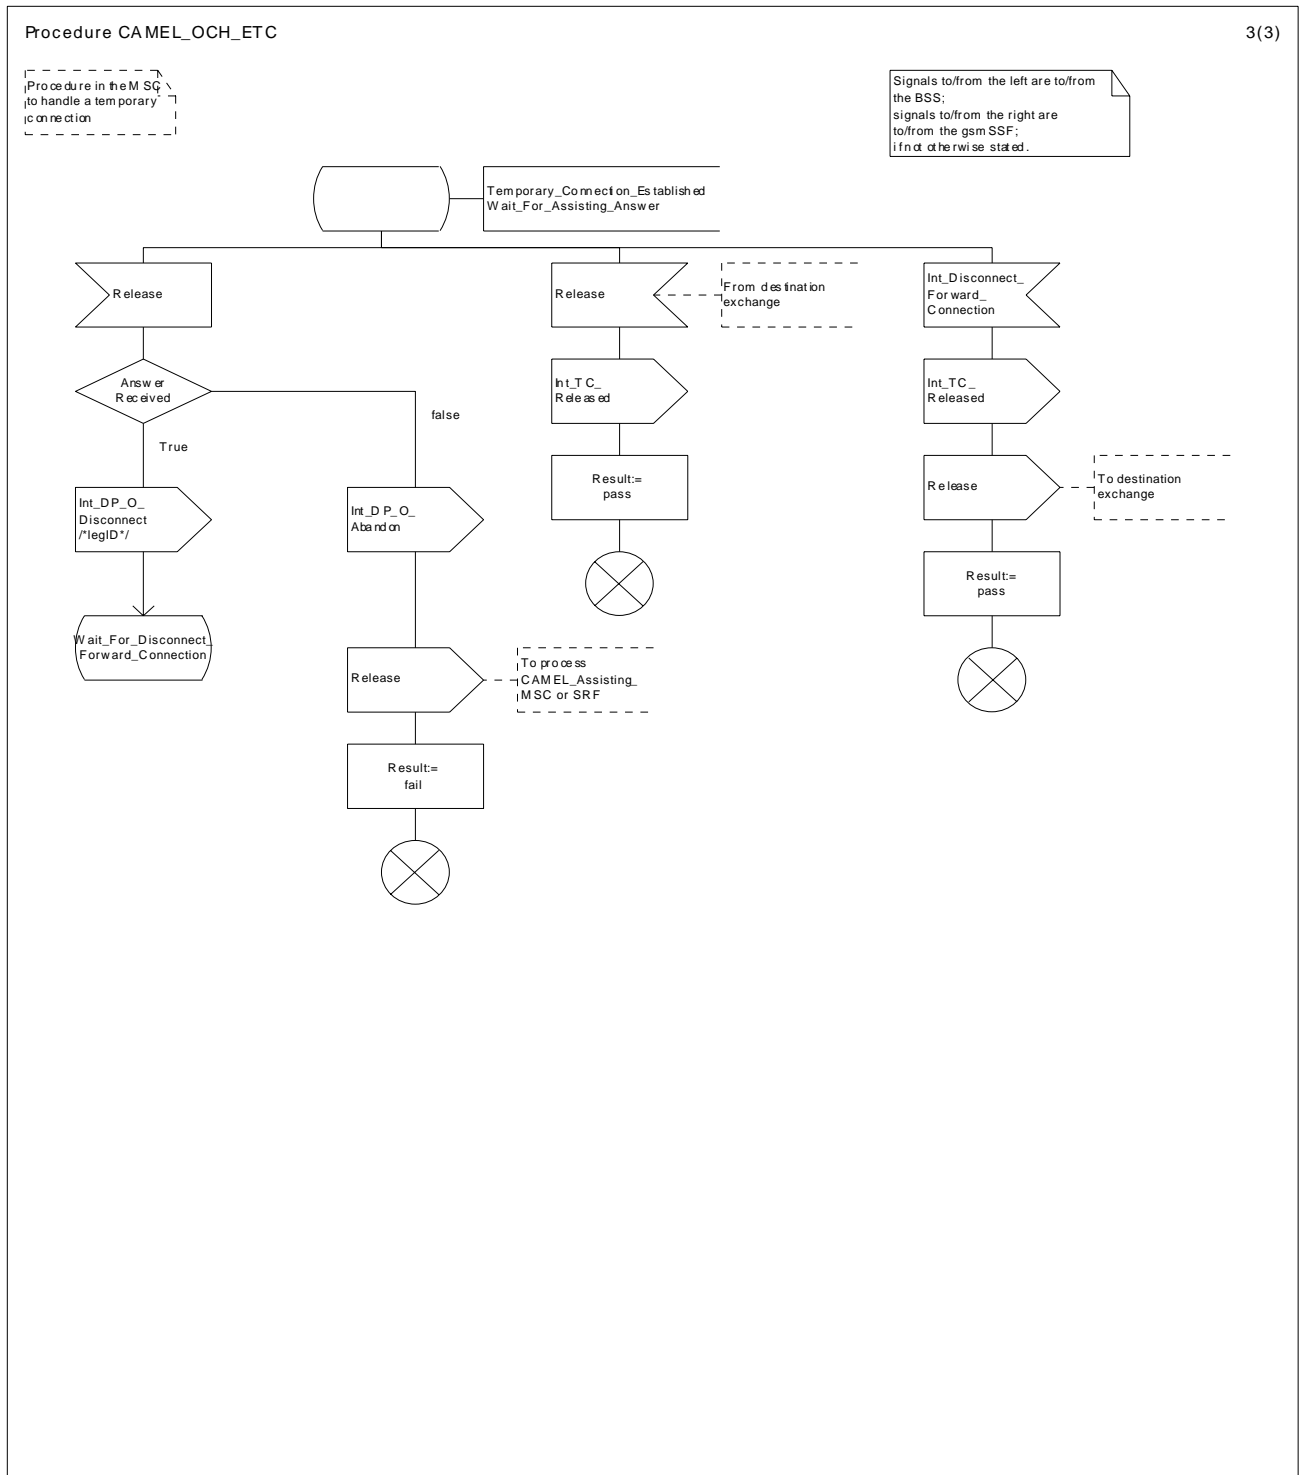 Procedure CAMEL_OCH_ETC
3(3)
Procedure in the MSC
to handle a temporary
connection
Signals to/from the left are to/from
the BSS;
signals to/from the right are
to/from the gsmSSF;
if not otherwise stated.
Temporary_Connection_Established
Wait_For_Assisting_Answer
Release
Release
From destination
exchange
Int_Disconnect_
Forward_
Connection
Answer
Received
false
True
Int_TC_
Released
Int_TC_
Released
Result:=
pass
Release
To destination
exchange
Int_DP_O_
Disconnect
/*legID*/
Int_DP_O_
Abandon
Result:=
pass
Wait_For_Disconnect_
Forward_Connection
Release
To process
CAMEL_Assisting_
MSC or SRF
Result:=
fail